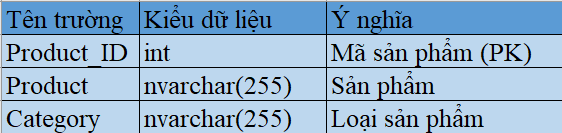 Tên trường Kiểu dữ liệu Ý nghĩa
Product_ID int Mã sản phẩm (PK)
Product nvarchar(255) Sản phẩm
Category nvarchar(255) Loại sản phẩm